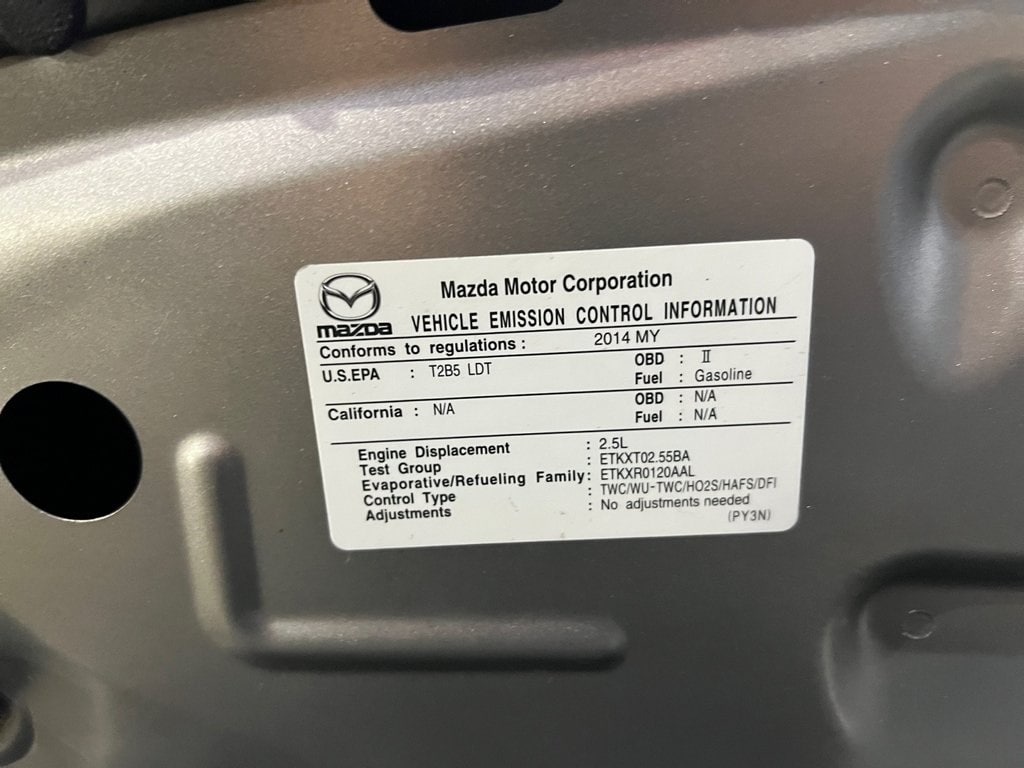 Mazda Motor Corporation
mazda
VEHICLE EMISSION CONTROL INFORMATION
Conforms to regulations : 2014 MY
U.S.EPA : T2B5 LDT OBD : II
Fuel : Gasoline
California : N/A OBD : N/A
Fuel : N/A
Engine Displacement : 2.5L
Test Group : ETKXT02.55BA
Evaporative/Refueling Family : ETKXR0120AAL
Control Type : TWC/WU-TWC/HO2S/HAFS/DFI
Adjustments : No adjustments needed
(PY3N)